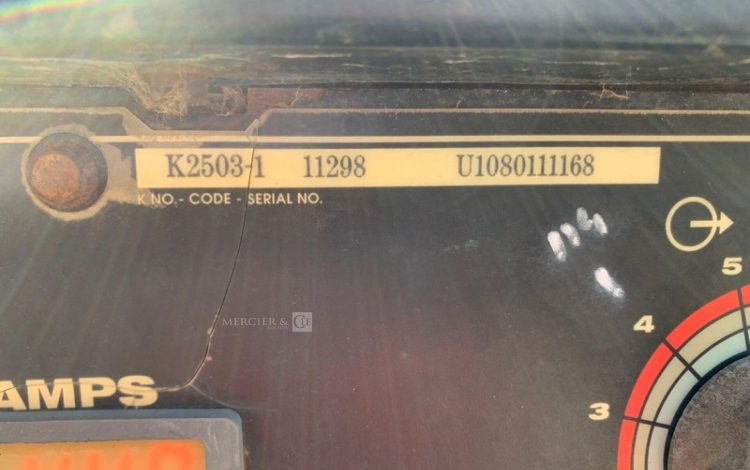 K2503-1 11298 U1080111168
K NO.- CODE - SERIAL NO.
5
MERCIER & Cie
4
AMPS
3